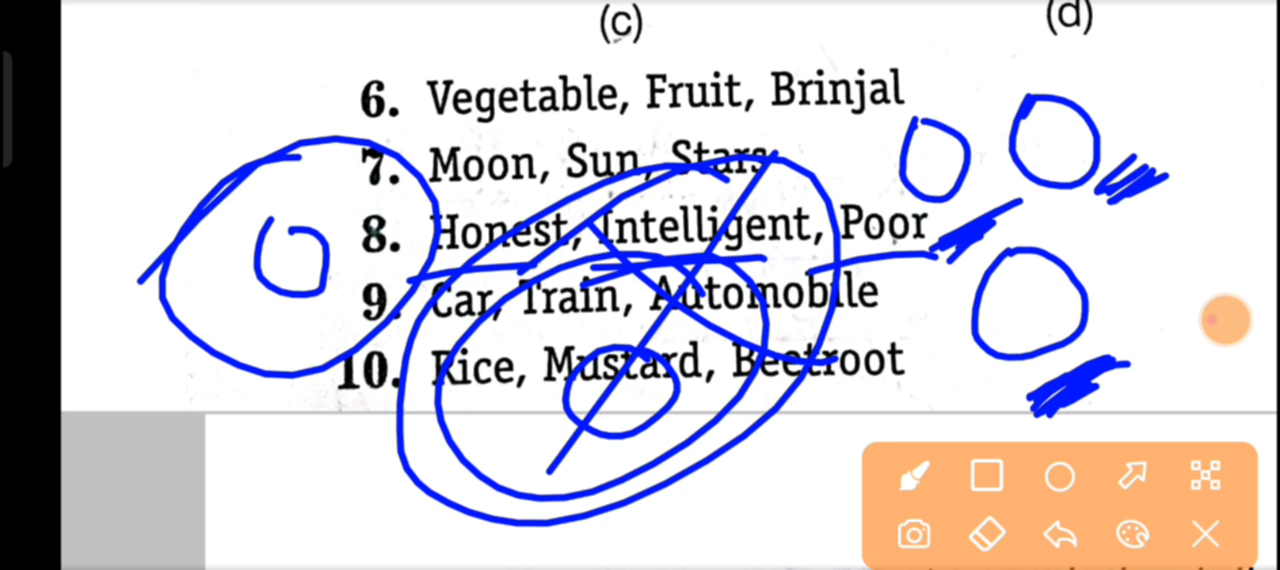 (c) (d)
6. Vegetable, Fruit, Brinjal
7. Moon, Sun, Stars
8. Honest, Intelligent, Poor
9. Car, Train, Automobile
10. Rice, Mustard, Beetroot